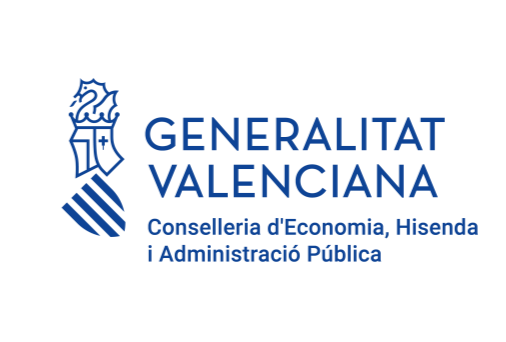 GENERALITAT
VALENCIANA
Conselleria d'Economia, Hisenda
i Administració Pública